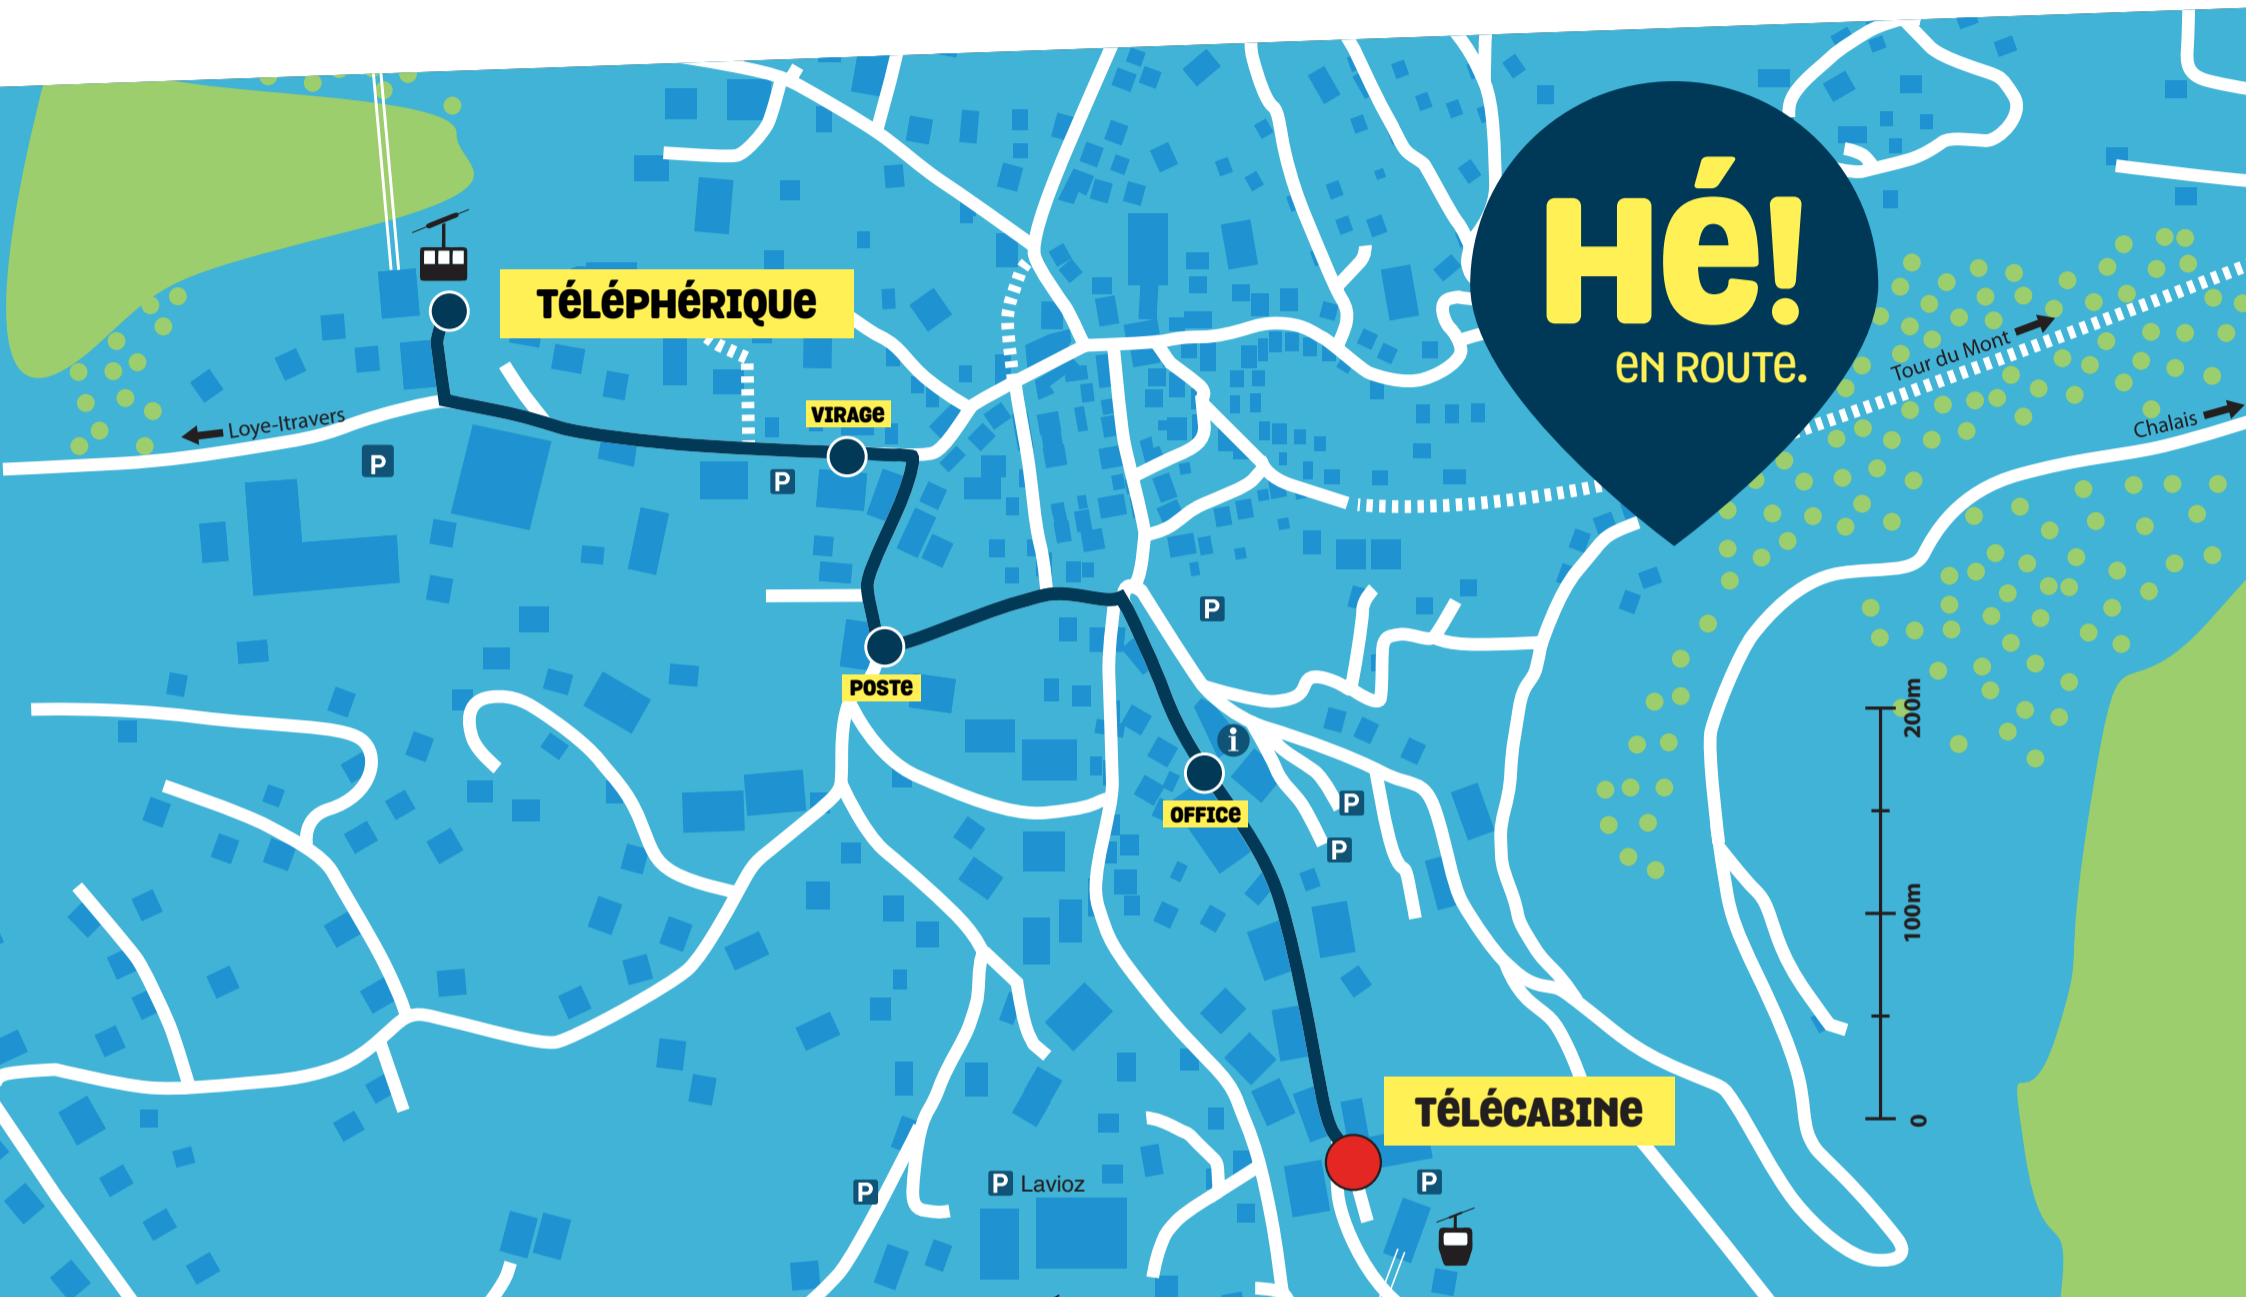 Hé!
EN ROUTE.
TÉLÉPHÉRIQUE
Tour du Mont
VIRAGE
Loye-Itravers
Chalais
P
P
P
POSTE
200m
i
OFFICE
P
P
100m
TÉLÉCABINE
0
P
P Lavioz
P